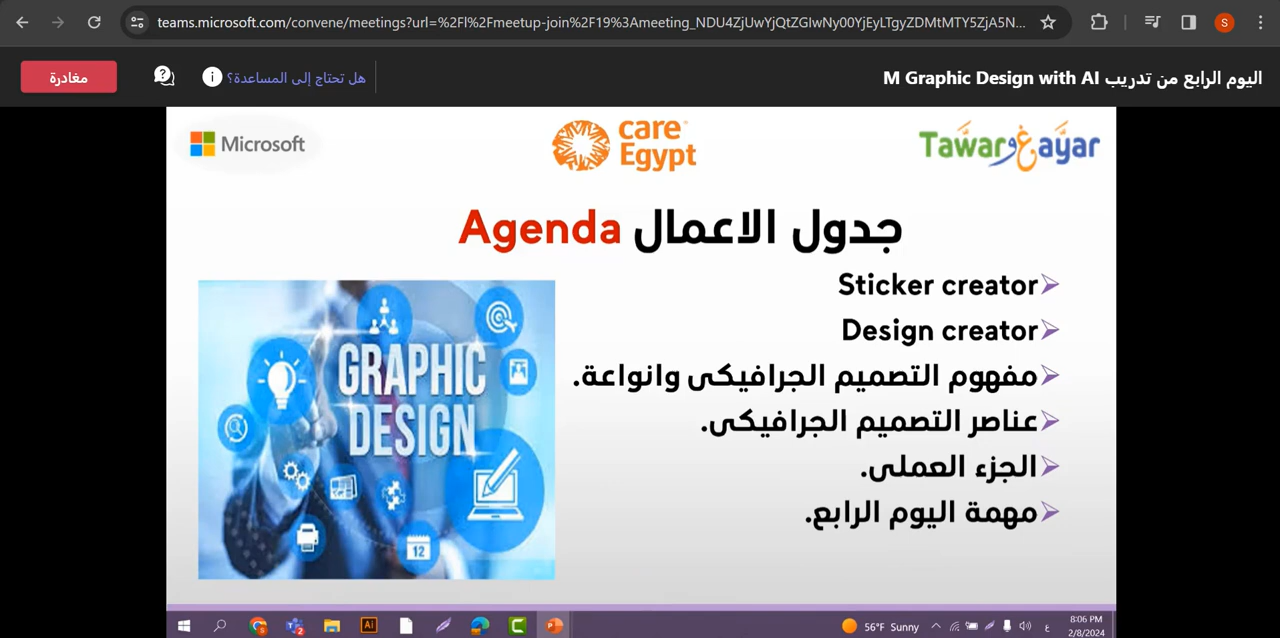 teams.microsoft.com/convene/meetings?url=%2Fl%2Fmeetup-join%2F19%3Ameeting_NDU4ZjUwYjQtZGIwNy00YjEyLTgyZDMtMTY5ZjA5N...
S
مغادرة
هل تحتاج إلى المساعدة؟
اليوم الرابع من تدريب M Graphic Design with AI
Microsoft
care Egypt
Tawar و غ ayar
جدول الاعمال Agenda
Sticker creator
Design creator
مفهوم التصميم الجرافيكى وانواعة.
عناصر التصميم الجرافيكى.
الجزء العملى.
مهمة اليوم الرابع.
GRAPHIC
DESIGN
12
Ai
56°F Sunny
ع
8:06 PM
2/8/2024